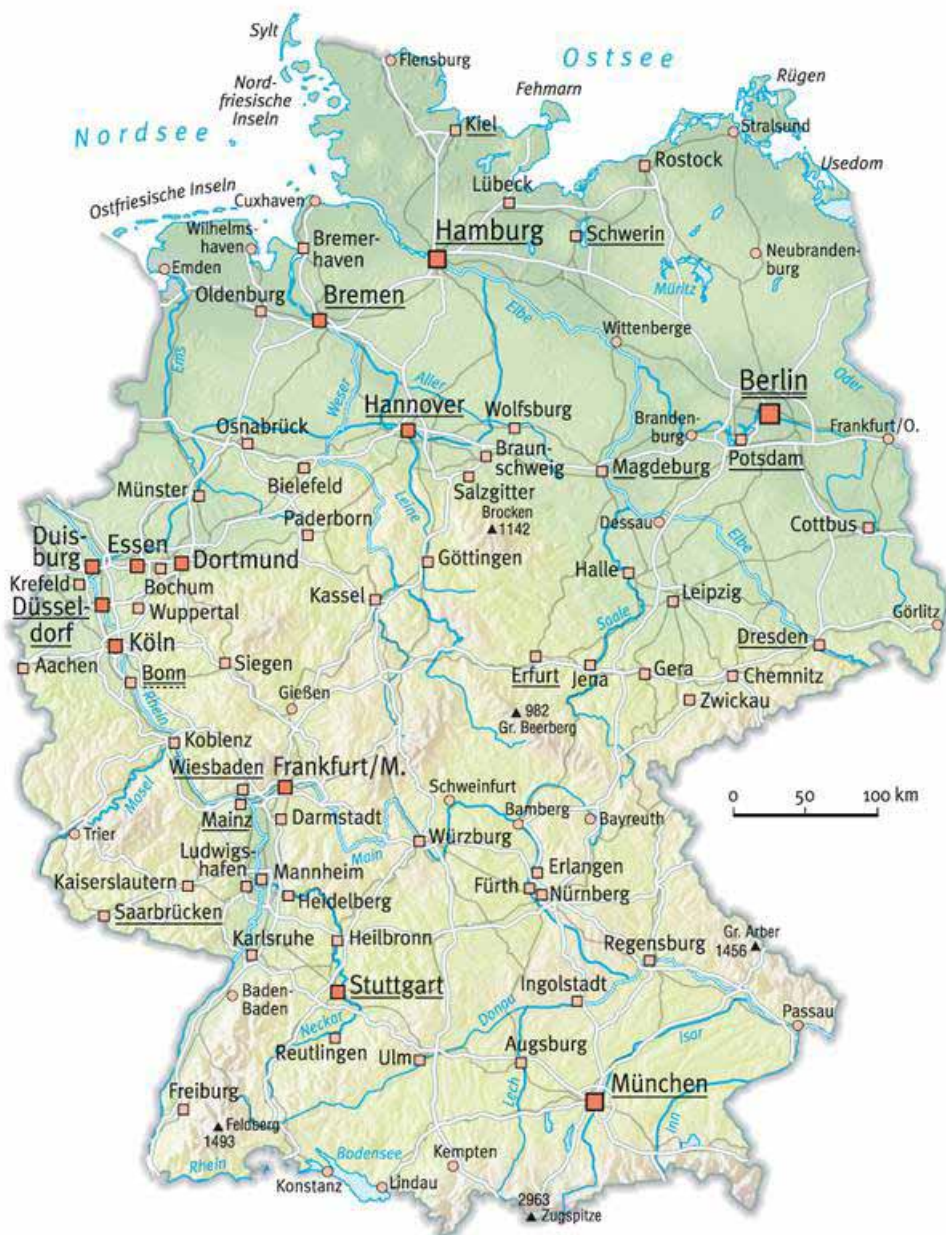 Sylt
Ostsee
Flensburg
Rügen
Nord-
friesische
Inseln
Fehmarn
Nordsee
Kiel
Stralsund
Rostock
Usedom
Ostfriesische Inseln
Cuxhaven
Lübeck
Wilhelms-
haven
Bremer-
haven
Hamburg
Schwerin
Neubranden-
burg
Emden
Müritz
Oldenburg
Bremen
Elbe
Wittenberge
Ems
Weser
Aller
Berlin
Oder
Hannover
Wolfsburg
Branden-
burg
Frankfurt/O.
Osnabrück
Braun-
schweig
Potsdam
Magdeburg
Bielefeld
Salzgitter
Münster
Leine
Brocken
1142
Paderborn
Dessau
Elbe
Cottbus
Duis-
burg
Essen
Dortmund
Göttingen
Krefeld
Bochum
Halle
Kassel
Leipzig
Düssel-
dorf
Wuppertal
Saale
Görlitz
Köln
Dresden
Aachen
Siegen
Erfurt
Jena
Gera
Chemnitz
Bonn
Zwickau
Gießen
Rhein
982
Gr. Beerberg
Koblenz
Wiesbaden
Frankfurt/M.
Mosel
Schweinfurt
0 50 100 km
Mainz
Darmstadt
Bamberg
Bayreuth
Trier
Main
Würzburg
Ludwigs-
hafen
Mannheim
Erlangen
Kaiserslautern
Heidelberg
Fürth
Nürnberg
Saarbrücken
Karlsruhe
Heilbronn
Regensburg
Gr. Arber
1456
Baden-
Baden
Stuttgart
Ingolstadt
Donau
Passau
Neckar
Isar
Reutlingen
Ulm
Augsburg
Lech
München
Freiburg
Inn
Feldberg
1493
Bodensee
Kempten
Rhein
Konstanz
Lindau
2963
Zugspitze